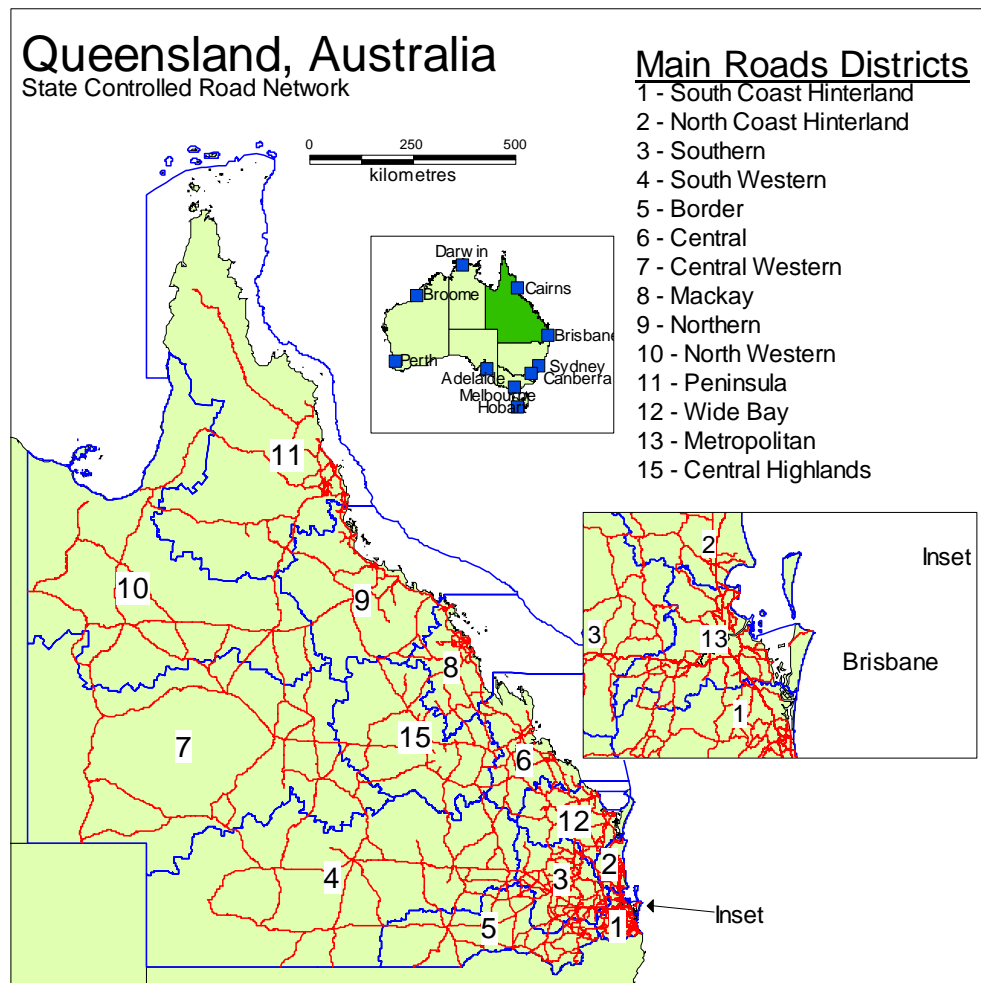 Queensland, Australia
State Controlled Road Network
Main Roads Districts
1 - South Coast Hinterland
2 - North Coast Hinterland
3 - Southern
4 - South Western
5 - Border
6 - Central
7 - Central Western
8 - Mackay
9 - Northern
10 - North Western
11 - Peninsula
12 - Wide Bay
13 - Metropolitan
15 - Central Highlands
0 250 500
kilometres
Darwin
Cairns
Broome
Brisbane
Perth
Sydney
Adelaide
Canberra
Melbourne
Hobart
11
10
9
8
7
15
6
12
4
3
2
5
1
Inset
2
Inset
3
13
Brisbane
1